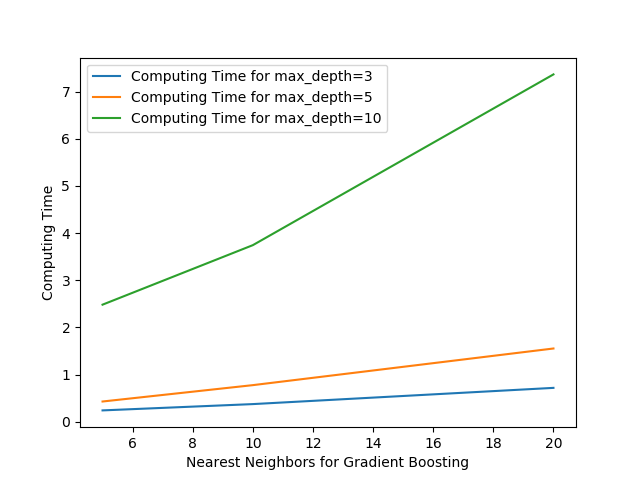 Computing Time for max_depth=3
Computing Time for max_depth=5
Computing Time for max_depth=10
7
6
5
4
3
2
1
0
Computing Time
6 8 10 12 14 16 18 20
Nearest Neighbors for Gradient Boosting